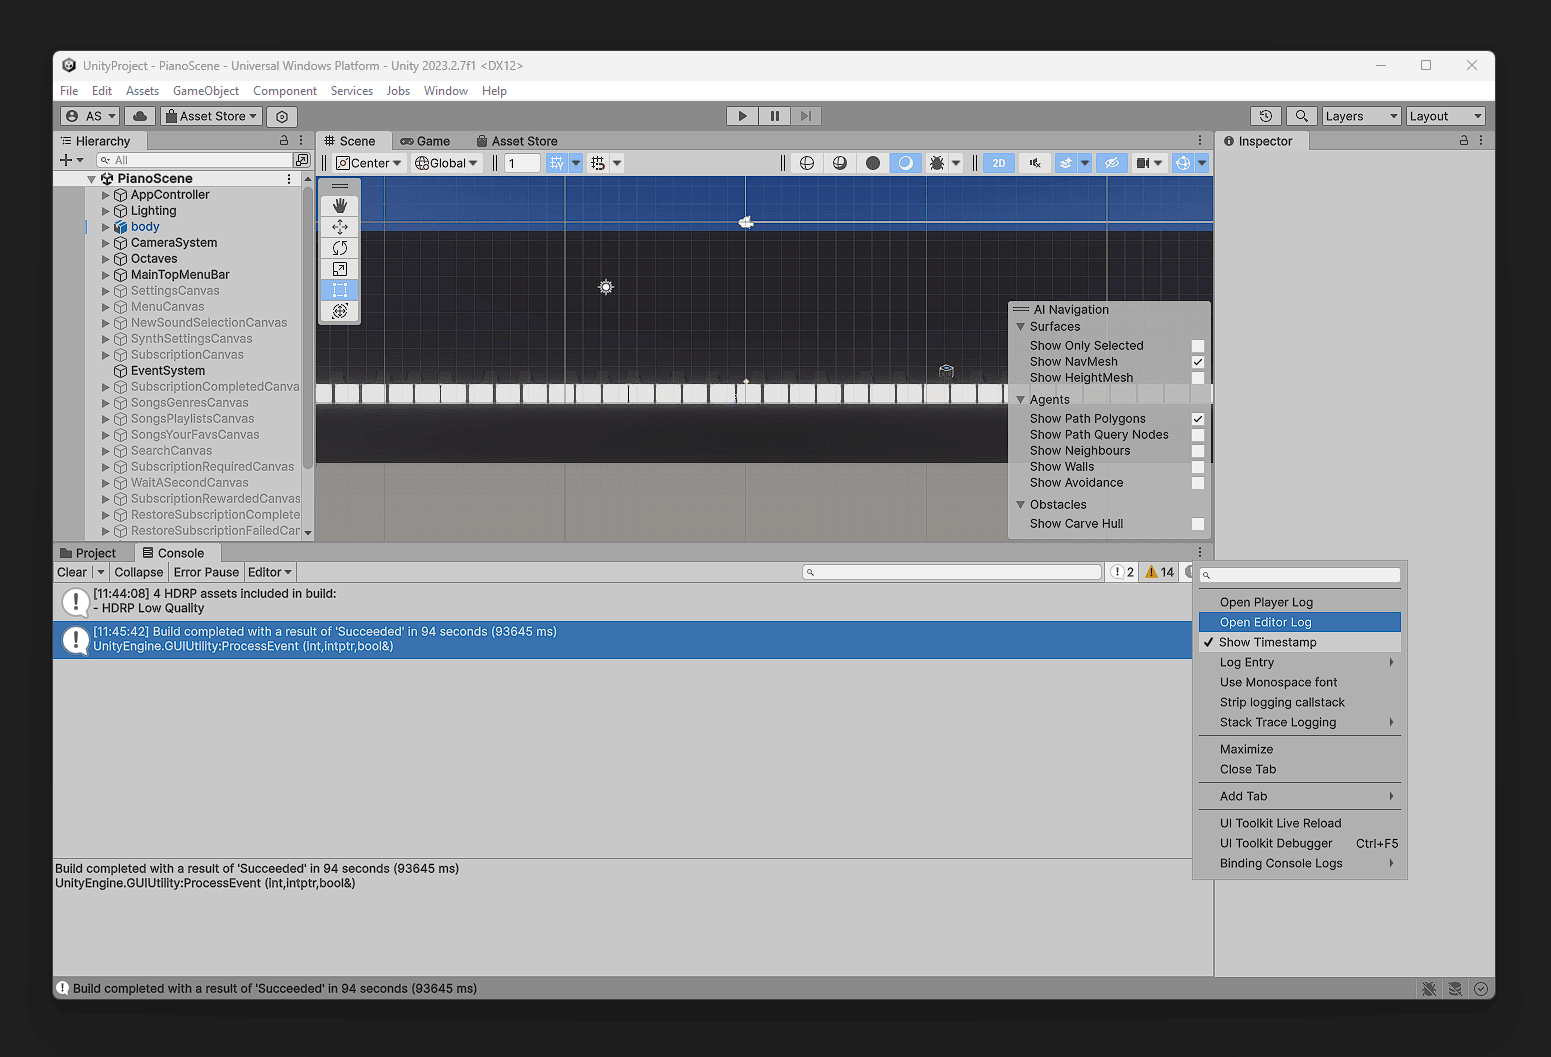 UnityProject - PianoScene - Universal Windows Platform - Unity 2023.2.7f1 <DX12>
File Edit Assets GameObject Component Services Jobs Window Help
AS Asset Store Layers Layout
Hierarchy
All
PianoScene
AppController
Lighting
body
CameraSystem
Octaves
MainTopMenuBar
SettingsCanvas
MenuCanvas
NewSoundSelectionCanvas
SynthSettingsCanvas
SubscriptionCanvas
EventSystem
SubscriptionCompletedCanva
SongsGenresCanvas
SongsPlaylistsCanvas
SongsYourFavsCanvas
SearchCanvas
SubscriptionRequiredCanvas
WaitASecondCanvas
SubscriptionRewardedCanvas
RestoreSubscriptionComplete
RestoreSubscriptionFailedCar
Scene Game Asset Store
Center Global 1 2D
AI Navigation
Surfaces
Show Only Selected
Show NavMesh
Show HeightMesh
Agents
Show Path Polygons
Show Path Query Nodes
Show Neighbours
Show Walls
Show Avoidance
Obstacles
Show Carve Hull
Inspector
Project Console
Clear Collapse Error Pause Editor 2 14
[11:44:08] 4 HDRP assets included in build:
- HDRP Low Quality
[11:45:42] Build completed with a result of 'Succeeded' in 94 seconds (93645 ms)
UnityEngine.GUIUtility:ProcessEvent (int,intptr,bool&)
Open Player Log
Open Editor Log
Show Timestamp
Log Entry
Use Monospace font
Strip logging callstack
Stack Trace Logging
Maximize
Close Tab
Add Tab
UI Toolkit Live Reload
UI Toolkit Debugger Ctrl+F5
Binding Console Logs
Build completed with a result of 'Succeeded' in 94 seconds (93645 ms)
UnityEngine.GUIUtility:ProcessEvent (int,intptr,bool&)
Build completed with a result of 'Succeeded' in 94 seconds (93645 ms)